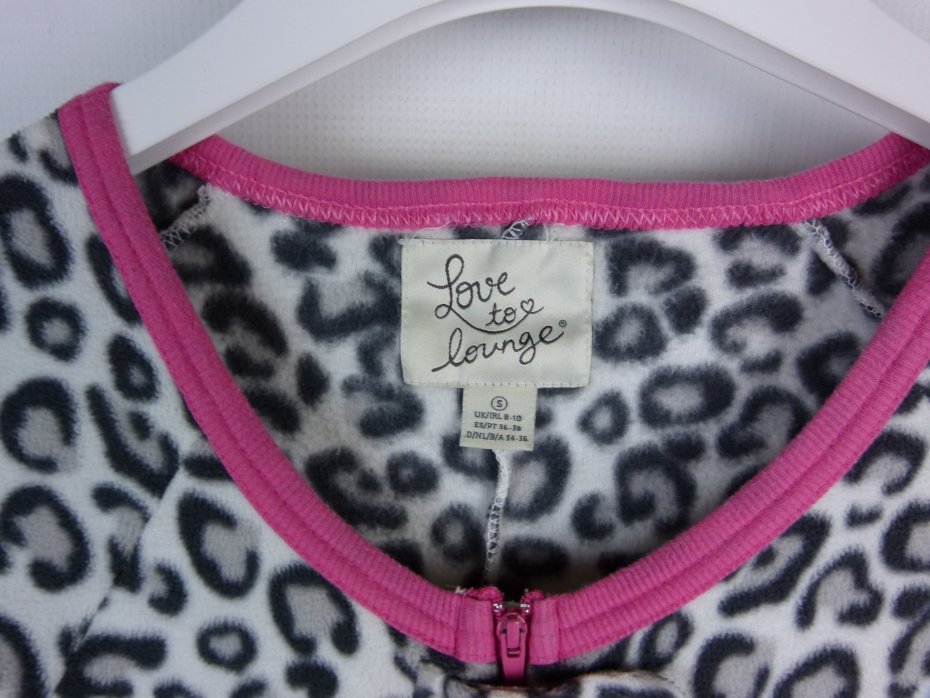 Love
to
lounge®
S
UK/IRL 8-10
ES/PT 36-38
D/NL/B/A 34-36